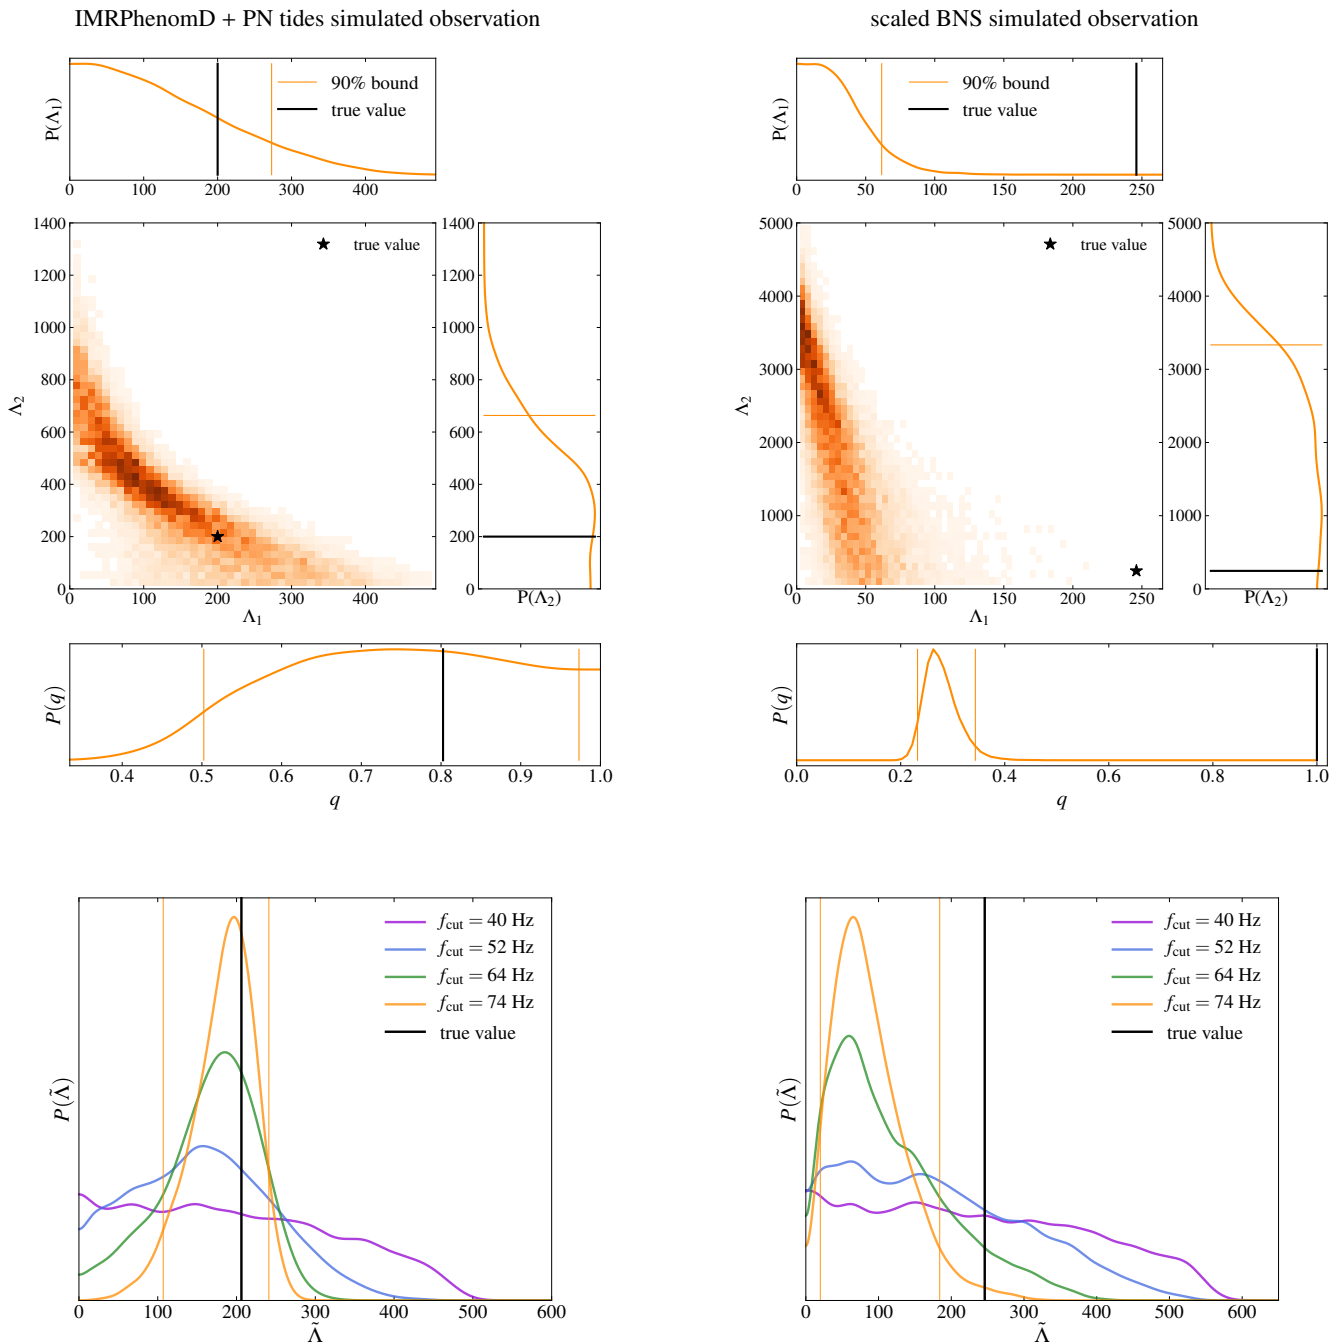 IMRPhenomD + PN tides simulated observation
P(Λ1)
90% bound
true value
0 100 200 300 400
1400
1200
1000
800
600
400
200
0
Λ2
true value
0 100 200 300 400
Λ1
1400
1200
1000
800
600
400
200
0
P(Λ2)
P(q)
0.4 0.5 0.6 0.7 0.8 0.9 1.0
q
P(Λ̃)
fcut = 40 Hz
fcut = 52 Hz
fcut = 64 Hz
fcut = 74 Hz
true value
0 100 200 300 400 500 600
Λ̃
scaled BNS simulated observation
P(Λ1)
90% bound
true value
0 50 100 150 200 250
5000
4000
3000
2000
1000
0
Λ2
true value
0 50 100 150 200 250
Λ1
5000
4000
3000
2000
1000
0
P(Λ2)
P(q)
0.0 0.2 0.4 0.6 0.8 1.0
q
P(Λ̃)
fcut = 40 Hz
fcut = 52 Hz
fcut = 64 Hz
fcut = 74 Hz
true value
0 100 200 300 400 500 600
Λ̃